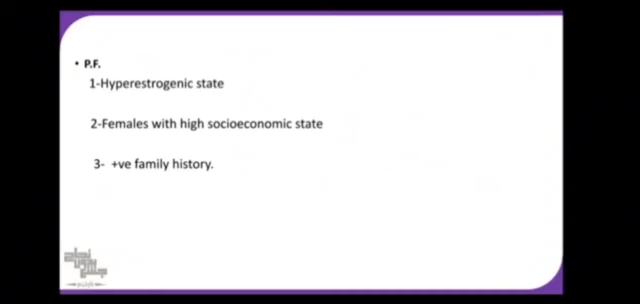 • P.F.
1-Hyperestrogenic state
2-Females with high socioeconomic state
3- +ve family history.